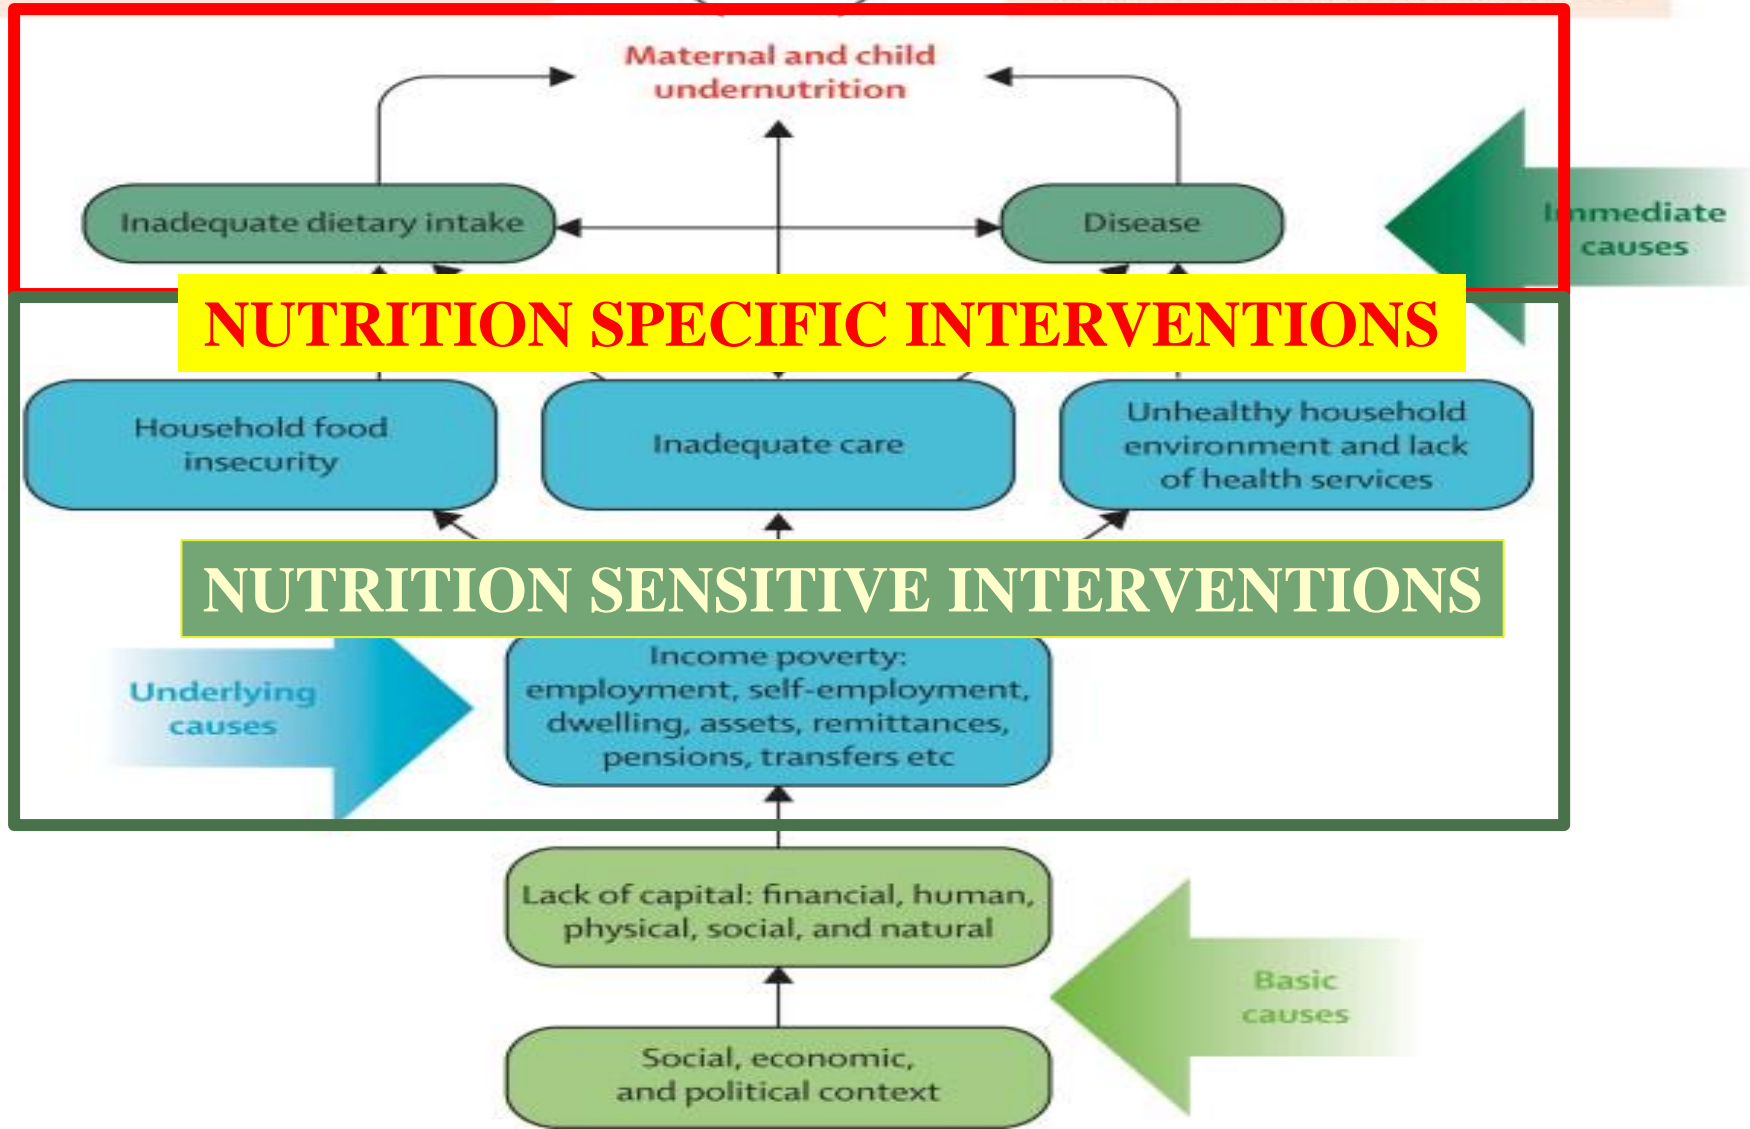 Maternal and child
undernutrition
Inadequate dietary intake
Disease
Immediate
causes
NUTRITION SPECIFIC INTERVENTIONS
Household food
insecurity
Inadequate care
Unhealthy household
environment and lack
of health services
NUTRITION SENSITIVE INTERVENTIONS
Underlying
causes
Income poverty:
employment, self-employment,
dwelling, assets, remittances,
pensions, transfers etc
Lack of capital: financial, human,
physical, social, and natural
Basic
causes
Social, economic,
and political context